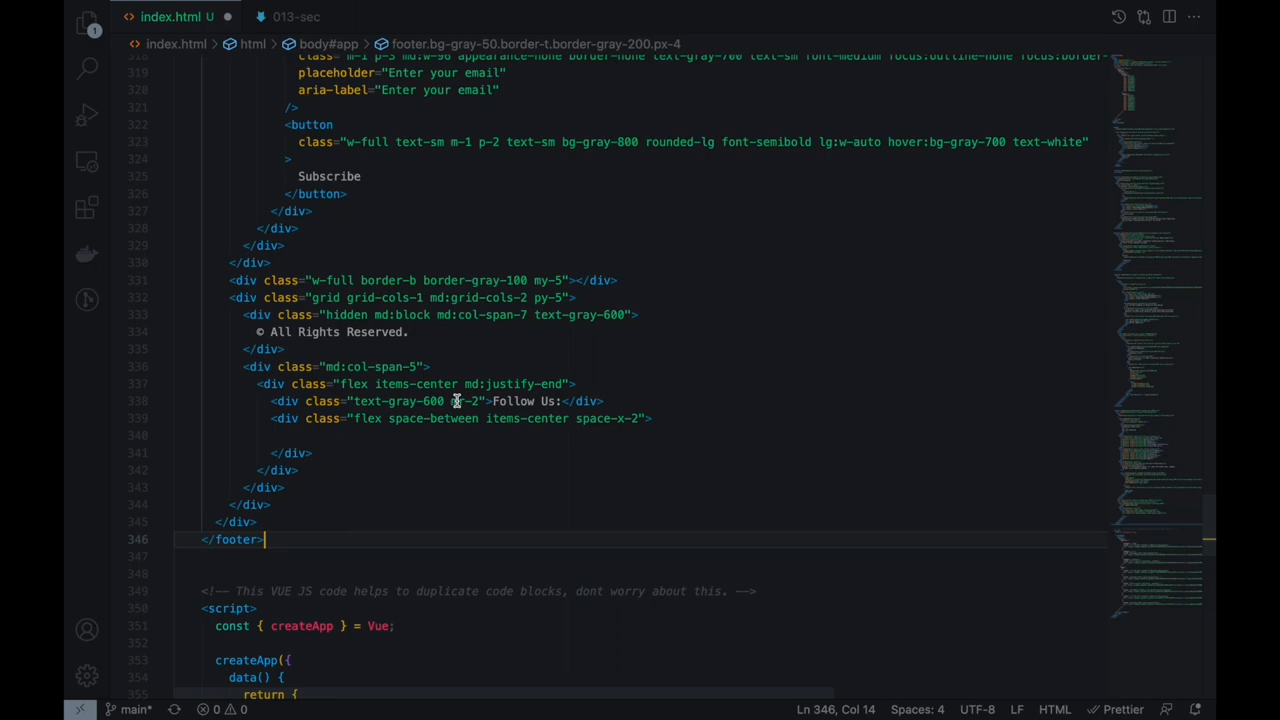 index.html U
013-sec
1
index.html > html > body#app > footer.bg-gray-50.border-t.border-gray-200.px-4
318 class="m-1 p-3 md:w-96 appearance-none border-none text-gray-700 text-sm font-medium focus:outline-none focus:border-
319 placeholder="Enter your email"
320 aria-label="Enter your email"
321 />
322 <button
323 class="w-full text-sm m-1 p-2 text-sm bg-gray-800 rounded-lg font-semibold lg:w-auto hover:bg-gray-700 text-white"
324 >
325 Subscribe
326 </button>
327 </div>
328 </div>
329 </div>
330 </div>
331 <div class="w-full border-b border-gray-100 my-5"></div>
332 <div class="grid grid-cols-1 md:grid-cols-2 py-5">
333 <div class="hidden md:block md:col-span-7 text-gray-600">
334 © All Rights Reserved.
335 </div>
336 <div class="md:col-span-5">
337 <div class="flex items-center md:justify-end">
338 <div class="text-gray-600 mr-2">Follow Us:</div>
339 <div class="flex space-between items-center space-x-2">
340
341 </div>
342 </div>
343 </div>
344 </div>
345 </div>
346 </footer>
347
348
349 <!-- This VUE JS code helps to duplicate code blocks, dont worry about this. -->
350 <script>
351 const { createApp } = Vue;
352
353 createApp({
354 data() {
355 return {
main* 0 0 Ln 346, Col 14 Spaces: 4 UTF-8 LF HTML Prettier